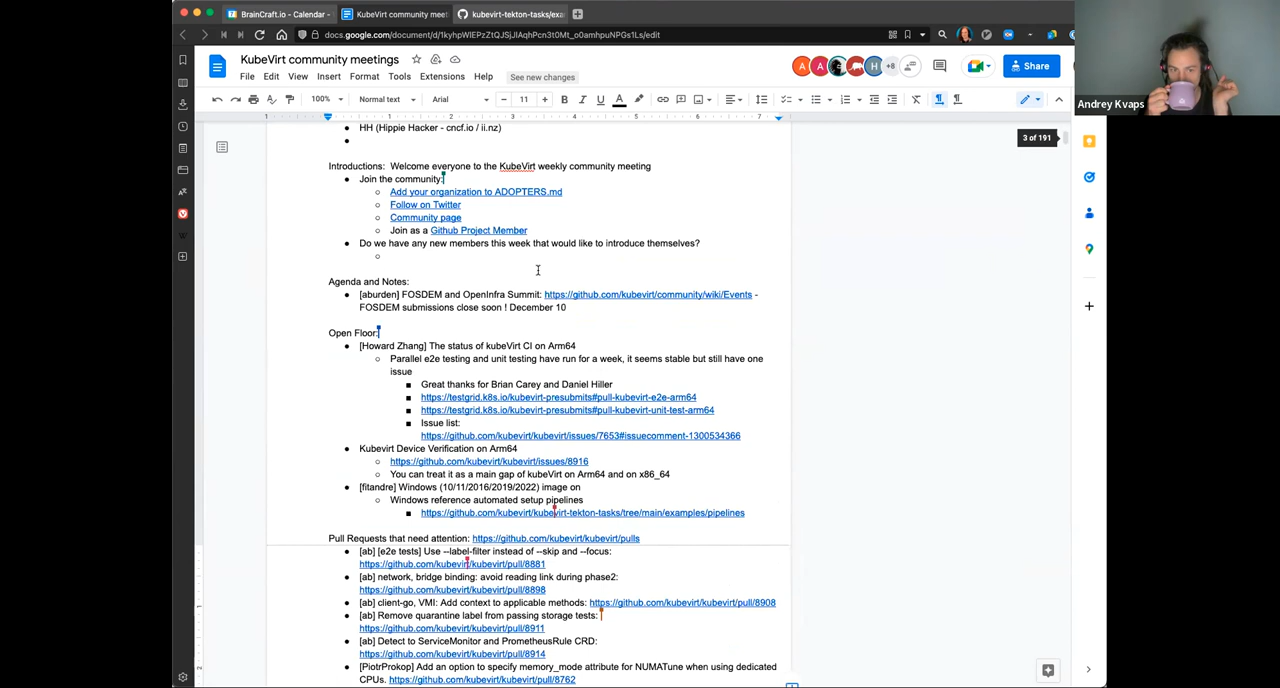 BrainCraft.io - Calendar -
KubeVirt community meet
kubevirt-tekton-tasks/exa
docs.google.com/document/d/1kyhpWIEPzZtQJSjJIAqhPcn3t0Mt_o0amhpuNPGs1Ls/edit
KubeVirt community meetings
File Edit View Insert Format Tools Extensions Help See new changes
A A H +8 Share
100% Normal text Arial 11 B I U A
1 1 2 3 4 5 6 7
3 of 191
Andrey Kvaps
HH (Hippie Hacker - cncf.io / ii.nz)
Introductions: Welcome everyone to the KubeVirt weekly community meeting
Join the community:
Add your organization to ADOPTERS.md
Follow on Twitter
Community page
Join as a Github Project Member
Do we have any new members this week that would like to introduce themselves?
Agenda and Notes:
[aburden] FOSDEM and OpenInfra Summit: https://github.com/kubevirt/community/wiki/Events -
FOSDEM submissions close soon ! December 10
Open Floor:
[Howard Zhang] The status of kubeVirt CI on Arm64
Parallel e2e testing and unit testing have run for a week, it seems stable but still have one
issue
Great thanks for Brian Carey and Daniel Hiller
https://testgrid.k8s.io/kubevirt-presubmits#pull-kubevirt-e2e-arm64
https://testgrid.k8s.io/kubevirt-presubmits#pull-kubevirt-unit-test-arm64
Issue list:
https://github.com/kubevirt/kubevirt/issues/7653#issuecomment-1300534366
Kubevirt Device Verification on Arm64
https://github.com/kubevirt/kubevirt/issues/8916
You can treat it as a main gap of kubeVirt on Arm64 and on x86_64
[fitandre] Windows (10/11/2016/2019/2022) image on
Windows reference automated setup pipelines
https://github.com/kubevirt/kubevirt-tekton-tasks/tree/main/examples/pipelines
Pull Requests that need attention: https://github.com/kubevirt/kubevirt/pulls
[ab] [e2e tests] Use --label-filter instead of --skip and --focus:
https://github.com/kubevirt/kubevirt/pull/8881
[ab] network, bridge binding: avoid reading link during phase2:
https://github.com/kubevirt/kubevirt/pull/8898
[ab] client-go, VMI: Add context to applicable methods: https://github.com/kubevirt/kubevirt/pull/8908
[ab] Remove quarantine label from passing storage tests:
https://github.com/kubevirt/kubevirt/pull/8911
[ab] Detect to ServiceMonitor and PrometheusRule CRD:
https://github.com/kubevirt/kubevirt/pull/8914
[PiotrProkop] Add an option to specify memory_mode attribute for NUMATune when using dedicated
CPUs. https://github.com/kubevirt/kubevirt/pull/8762